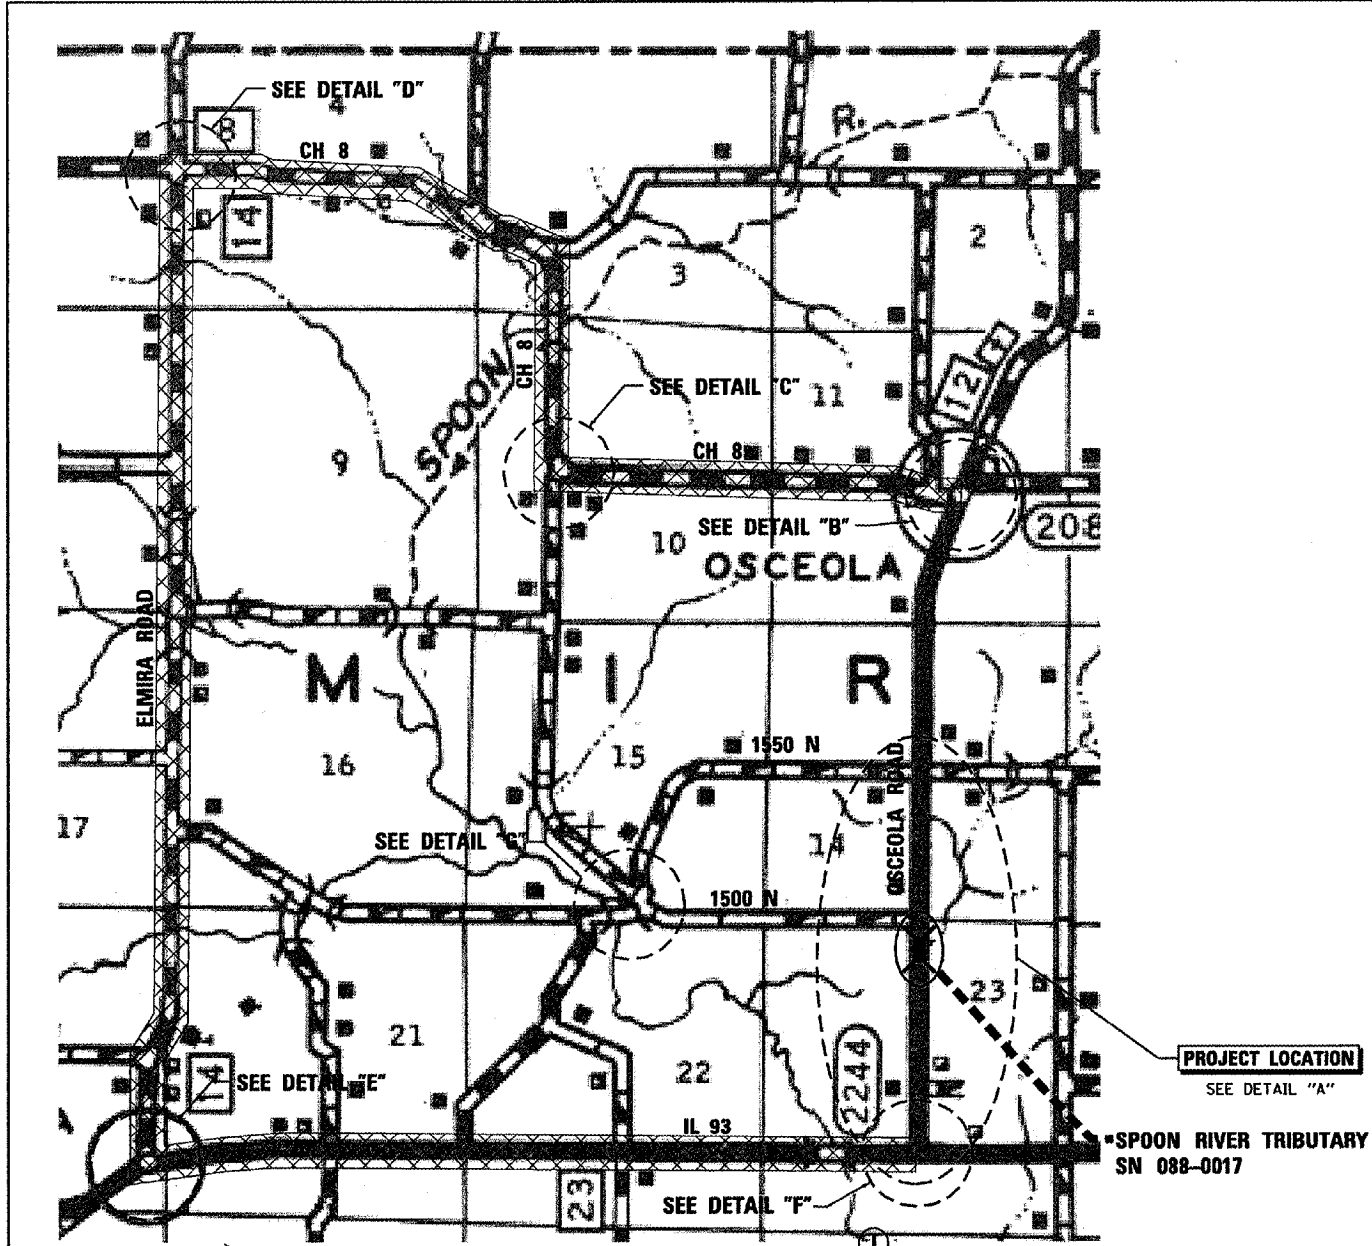 SEE DETAIL "D"
4
8
CH 8
R.
14
2
3
CH 8
SPOON
112
SEE DETAIL "C"
11
9
CH 8
SEE DETAIL "B"
208
10
OSCEOLA
ELMIRA ROAD
M I R
1550 N
15
16
OSCEOLA ROAD
17
14
SEE DETAIL "G"
1500 N
23
21
2244
PROJECT LOCATION
SEE DETAIL "A"
22
14
SEE DETAIL "E"
IL 93
SPOON RIVER TRIBUTARY
SN 088-0017
23
SEE DETAIL "F"